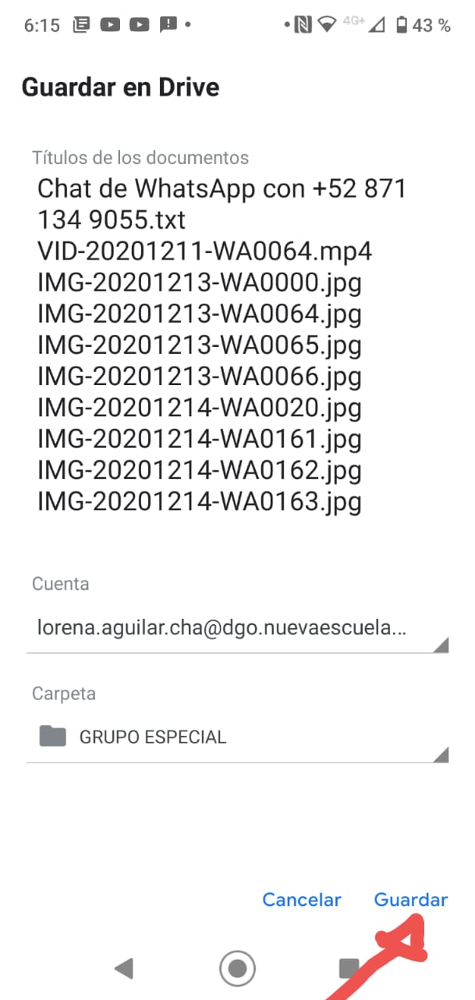 6:15 4G+ 43 %
Guardar en Drive
Títulos de los documentos
Chat de WhatsApp con +52 871
134 9055.txt
VID-20201211-WA0064.mp4
IMG-20201213-WA0000.jpg
IMG-20201213-WA0064.jpg
IMG-20201213-WA0065.jpg
IMG-20201213-WA0066.jpg
IMG-20201214-WA0020.jpg
IMG-20201214-WA0161.jpg
IMG-20201214-WA0162.jpg
IMG-20201214-WA0163.jpg
Cuenta
lorena.aguilar.cha@dgo.nuevaescuela...
Carpeta
GRUPO ESPECIAL
Cancelar Guardar